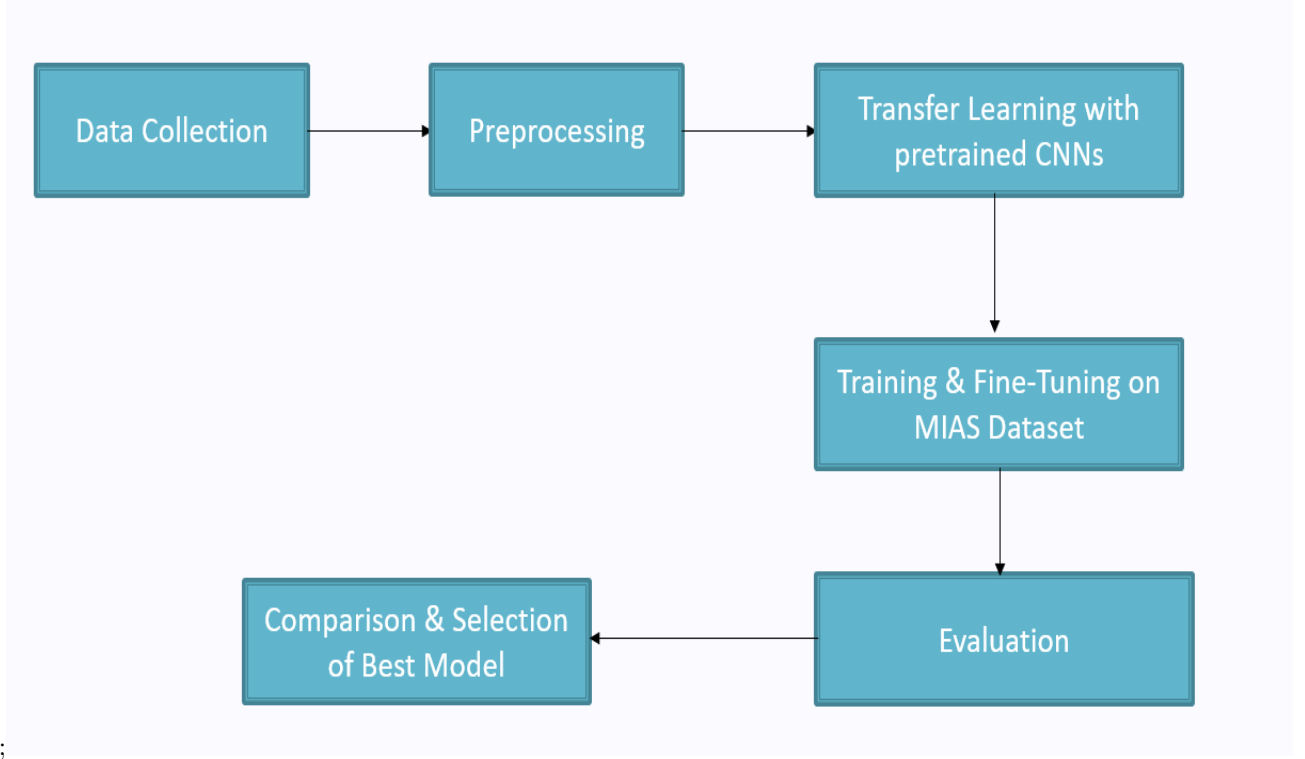 Data Collection
Preprocessing
Transfer Learning with
pretrained CNNs
Training & Fine-Tuning on
MIAS Dataset
Evaluation
Comparison & Selection
of Best Model
;